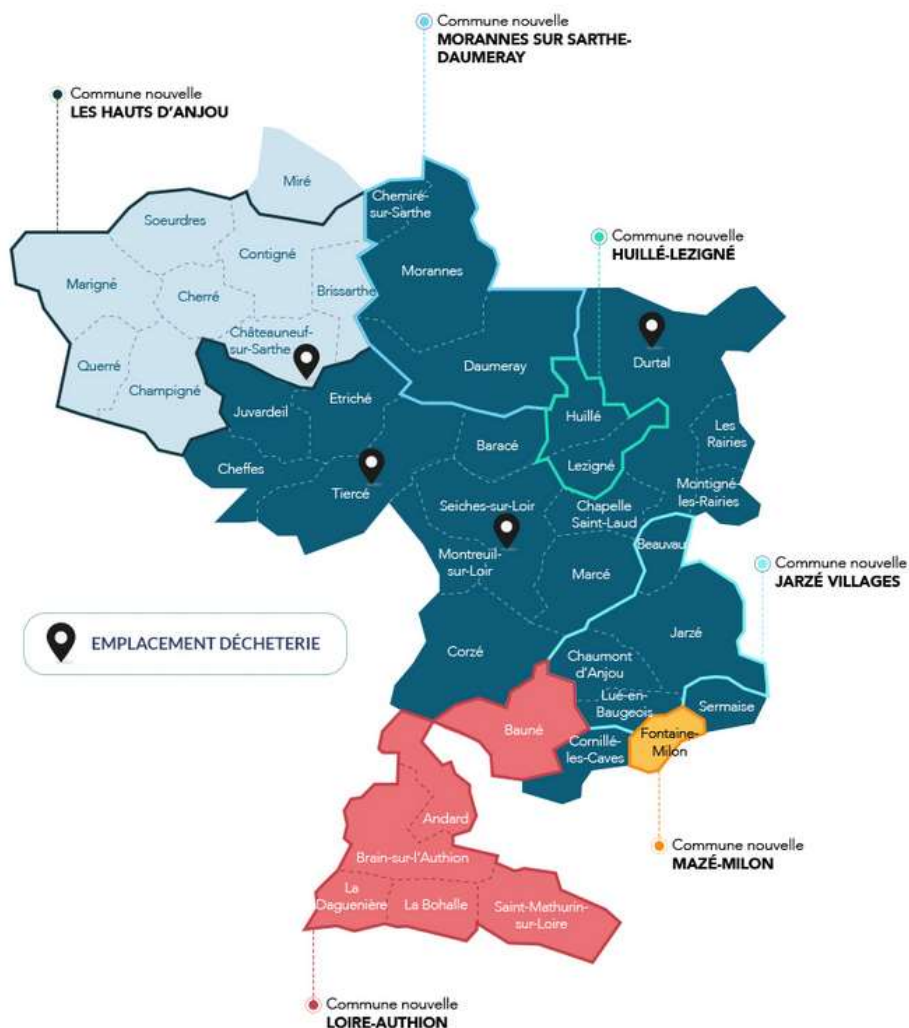 Commune nouvelle
MORANNES SUR SARTHE-
DAUMERAY
Commune nouvelle
LES HAUTS D'ANJOU
Miré
Chemiré-
sur-Sarthe
Soeurdres
Contigné
Commune nouvelle
HUILLÉ-LEZIGNÉ
Marigné
Cherré
Brissarthe
Morannes
Châteauneuf-
sur-Sarthe
Durtal
Querré
Champigné
Daumeray
Juvardeil
Etriché
Huillé
Les
Rairies
Baracé
Cheffes
Lezigné
Tiercé
Montigné-
les-Rairies
Seiches-sur-Loir
Chapelle
Saint-Laud
Montreuil-
sur-Loir
Beauvau
Marcé
Commune nouvelle
JARZÉ VILLAGES
EMPLACEMENT DÉCHETERIE
Corzé
Jarzé
Chaumont
d'Anjou
Lué-en-
Baugeois
Sermaise
Bauné
Fontaine-
Milon
Cornillé-
les-Caves
Andard
Commune nouvelle
MAZÉ-MILON
Brain-sur-l'Authion
La
Daguenière
La Bohalle
Saint-Mathurin-
sur-Loire
Commune nouvelle
LOIRE-AUTHION